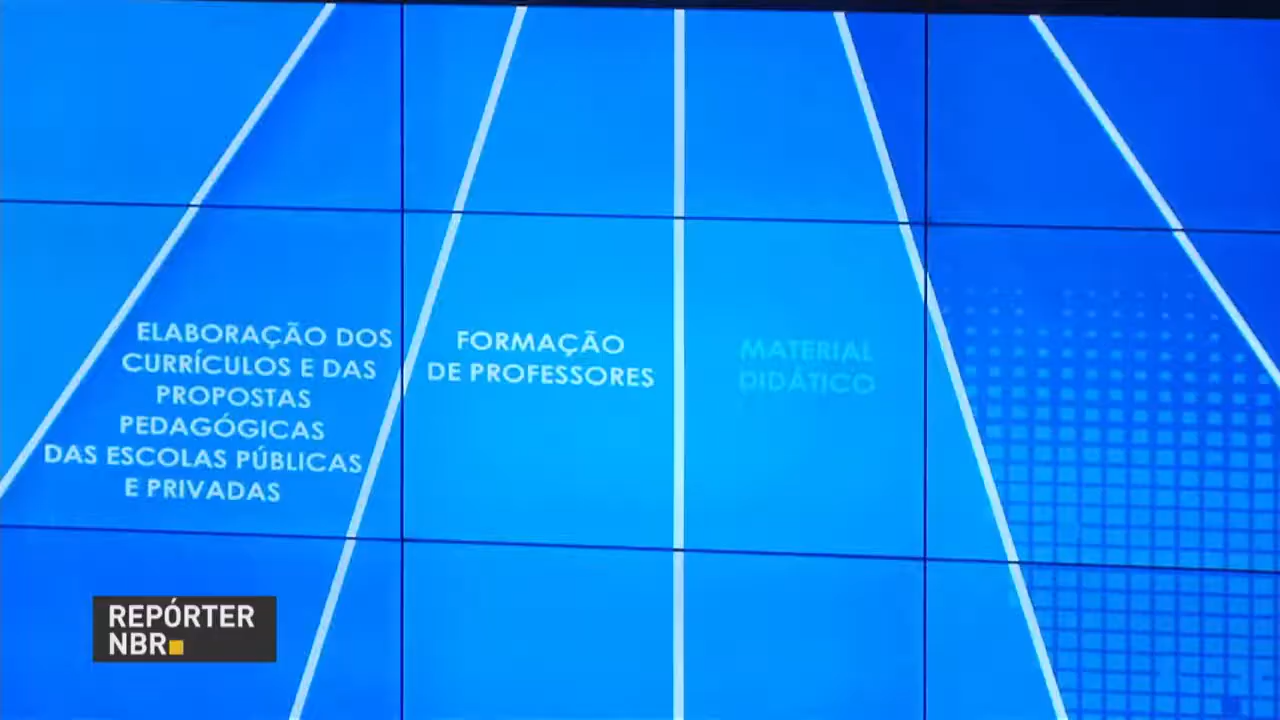 ELABORAÇÃO DOS
CURRÍCULOS E DAS
PROPOSTAS
PEDAGÓGICAS
DAS ESCOLAS PÚBLICAS
E PRIVADAS
FORMAÇÃO
DE PROFESSORES
MATERIAL
DIDÁTICO
REPÓRTER
NBR